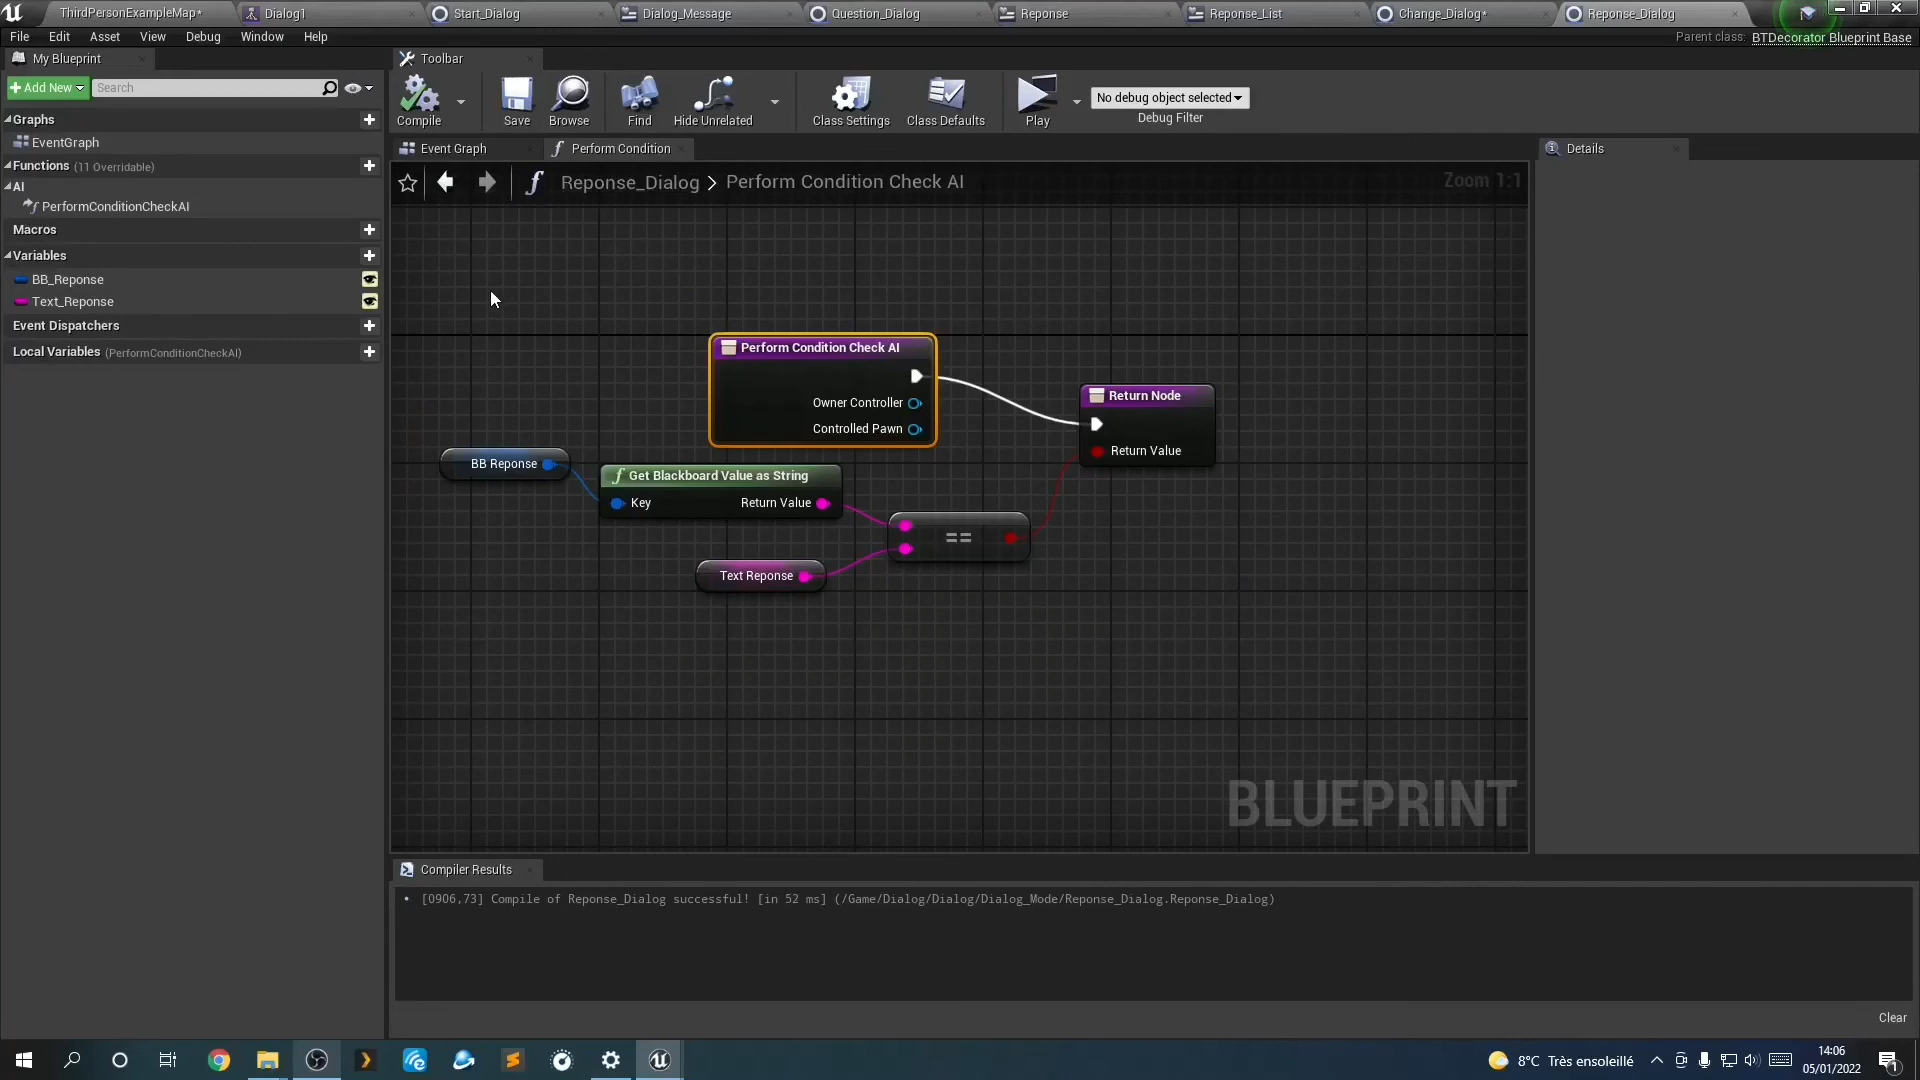 ThirdPersonExampleMap*
Dialog1
Start_Dialog
Dialog_Message
Question_Dialog
Reponse
Reponse_List
Change_Dialog*
Reponse_Dialog
File
Edit
Asset
View
Debug
Window
Help
Parent class:
BTDecorator Blueprint Base
My Blueprint
Toolbar
Add New
Search
Compile
Save
Browse
Find
Hide Unrelated
Class Settings
Class Defaults
Play
No debug object selected
Debug Filter
Graphs
EventGraph
Functions (11 Overridable)
AI
PerformConditionCheckAI
Macros
Variables
BB_Reponse
Text_Reponse
Event Dispatchers
Local Variables (PerformConditionCheckAI)
Event Graph
Perform Condition
Details
Reponse_Dialog > Perform Condition Check AI
Zoom 1:1
Perform Condition Check AI
Owner Controller
Controlled Pawn
Return Node
Return Value
BB Reponse
Get Blackboard Value as String
Key
Return Value
==
Text Reponse
BLUEPRINT
Compiler Results
• [0906,73] Compile of Reponse_Dialog successful! [in 52 ms] (/Game/Dialog/Dialog/Dialog_Mode/Reponse_Dialog.Reponse_Dialog)
Clear
8°C Très ensoleillé
14:06
05/01/2022
1